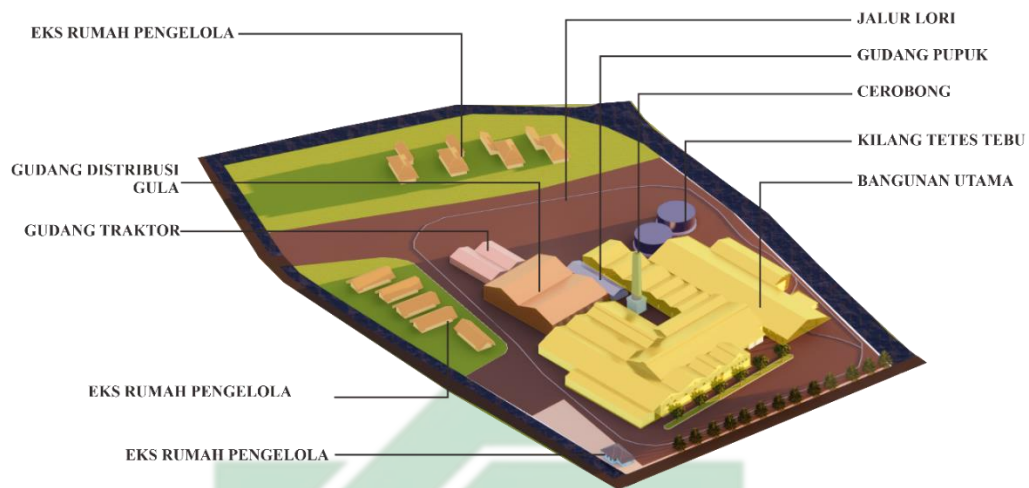 JALUR LORI
EKS RUMAH PENGELOLA
GUDANG PUPUK
CEROBONG
KILANG TETES TEBU
GUDANG DISTRIBUSI
GULA
BANGUNAN UTAMA
GUDANG TRAKTOR
EKS RUMAH PENGELOLA
EKS RUMAH PENGELOLA